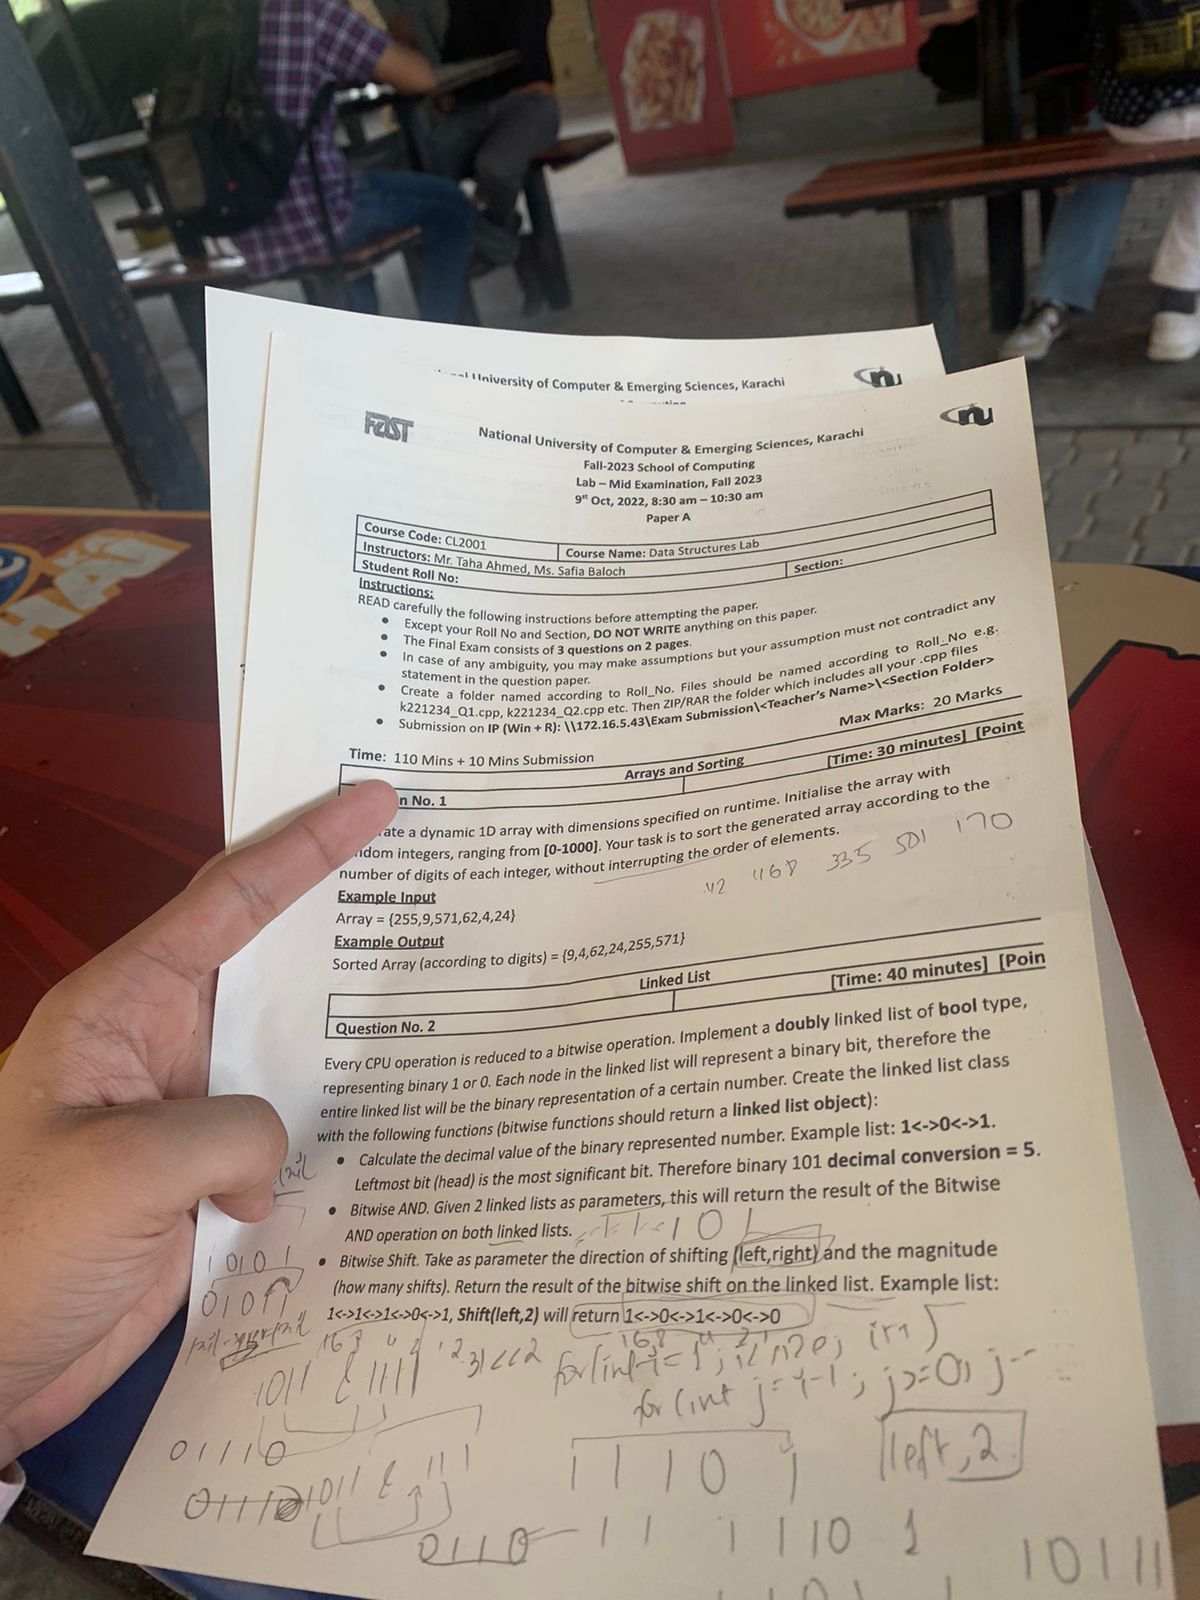 University of Computer & Emerging Sciences, Karachi
FAST
National University of Computer & Emerging Sciences, Karachi
Fall-2023 School of Computing
Lab – Mid Examination, Fall 2023
9st Oct, 2022, 8:30 am – 10:30 am
Paper A
Course Code: CL2001 Course Name: Data Structures Lab
Instructors: Mr. Taha Ahmed, Ms. Safia Baloch
Student Roll No: Section:
Instructions:
READ carefully the following instructions before attempting the paper.
• Except your Roll No and Section, DO NOT WRITE anything on this paper.
• The Final Exam consists of 3 questions on 2 pages.
• In case of any ambiguity, you may make assumptions but your assumption must not contradict any
statement in the question paper.
• Create a folder named according to Roll_No. Files should be named according to Roll_No e.g.
k221234_Q1.cpp, k221234_Q2.cpp etc. Then ZIP/RAR the folder which includes all your .cpp files
• Submission on IP (Win + R): \\172.16.5.43\Exam Submission\<Teacher's Name>\<Section Folder>
Time: 110 Mins + 10 Mins Submission Max Marks: 20 Marks
Arrays and Sorting
n No. 1 [Time: 30 minutes] [Point
rate a dynamic 1D array with dimensions specified on runtime. Initialise the array with
ndom integers, ranging from [0-1000]. Your task is to sort the generated array according to the
number of digits of each integer, without interrupting the order of elements.
42 468 335 501 170
Example Input
Array = {255,9,571,62,4,24}
Example Output
Sorted Array (according to digits) = {9,4,62,24,255,571}
Linked List
Question No. 2 [Time: 40 minutes] [Poin
Every CPU operation is reduced to a bitwise operation. Implement a doubly linked list of bool type,
representing binary 1 or 0. Each node in the linked list will represent a binary bit, therefore the
entire linked list will be the binary representation of a certain number. Create the linked list class
with the following functions (bitwise functions should return a linked list object):
• Calculate the decimal value of the binary represented number. Example list: 1<->0<->1.
Leftmost bit (head) is the most significant bit. Therefore binary 101 decimal conversion = 5.
• Bitwise AND. Given 2 linked lists as parameters, this will return the result of the Bitwise
AND operation on both linked lists.
1 0 1
• Bitwise Shift. Take as parameter the direction of shifting (left,right) and the magnitude
(how many shifts). Return the result of the bitwise shift on the linked list. Example list:
1<->1<->1<->0<->1, Shift(left,2) will return 1<->0<->1<->0<->0
10101
31<<2
1011 & 1111
for (int j = i-1; j>=0; j--
01110
1011 & 111
1 1 1 0 1
left,2
0110
1 1 1 1 1 0 1
10111